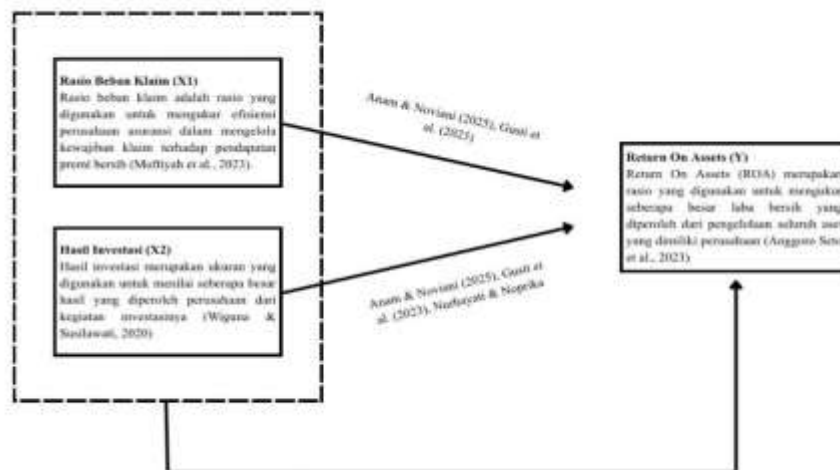 Rasio Beban Klaim (X1)
Rasio beban klaim adalah rasio yang
digunakan untuk mengukur efisiensi
perusahaan asuransi dalam mengelola
kewajiban klaim terhadap pendapatan
premi bersih (Meftiyah et al., 2023).
Anam & Noviani (2025), Gusti et
al. (2023)
Hasil Investasi (X2)
Hasil investasi merupakan ukuran yang
digunakan untuk menilai seberapa besar
hasil yang diperoleh perusahaan dari
kegiatan investasinya (Wiguna &
Susilawati, 2020)
Anam & Noviani (2025), Gusti et
al. (2023), Nurhayati & Noprika
Return On Assets (Y)
Return On Assets (ROA) merupakan
rasio yang digunakan untuk mengukur
seberapa besar laba bersih yang
diperoleh dari pengelolaan seluruh aset
yang dimiliki perusahaan (Anggoro Seto
et al., 2023)